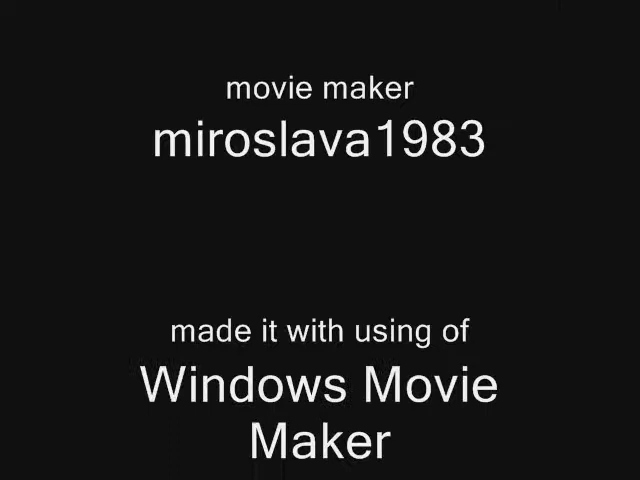 movie maker
miroslava1983
made it with using of
Windows Movie
Maker